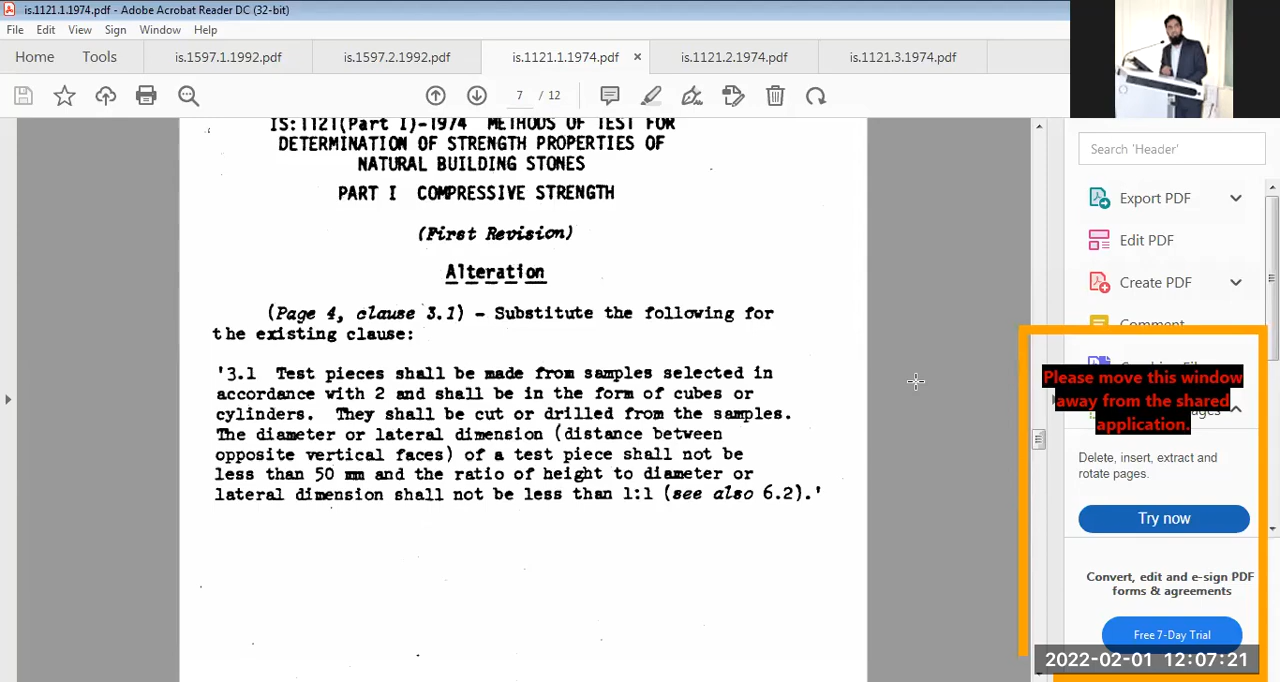 is.1121.1.1974.pdf - Adobe Acrobat Reader DC (32-bit)
File Edit View Sign Window Help
Home Tools is.1597.1.1992.pdf is.1597.2.1992.pdf is.1121.1.1974.pdf × is.1121.2.1974.pdf is.1121.3.1974.pdf
7 / 12
IS:1121(Part I)-1974 METHODS OF TEST FOR
DETERMINATION OF STRENGTH PROPERTIES OF
NATURAL BUILDING STONES
PART I COMPRESSIVE STRENGTH
(First Revision)
Alteration
(Page 4, clause 3.1) - Substitute the following for
the existing clause:
'3.1 Test pieces shall be made from samples selected in
accordance with 2 and shall be in the form of cubes or
cylinders. They shall be cut or drilled from the samples.
The diameter or lateral dimension (distance between
opposite vertical faces) of a test piece shall not be
less than 50 mm and the ratio of height to diameter or
lateral dimension shall not be less than 1:1 (see also 6.2).'
Search 'Header'
Export PDF
Edit PDF
Create PDF
Comment
Please move this window
away from the shared
application.
Delete, insert, extract and
rotate pages.
Try now
Convert, edit and e-sign PDF
forms & agreements
Free 7-Day Trial
2022-02-01 12:07:21